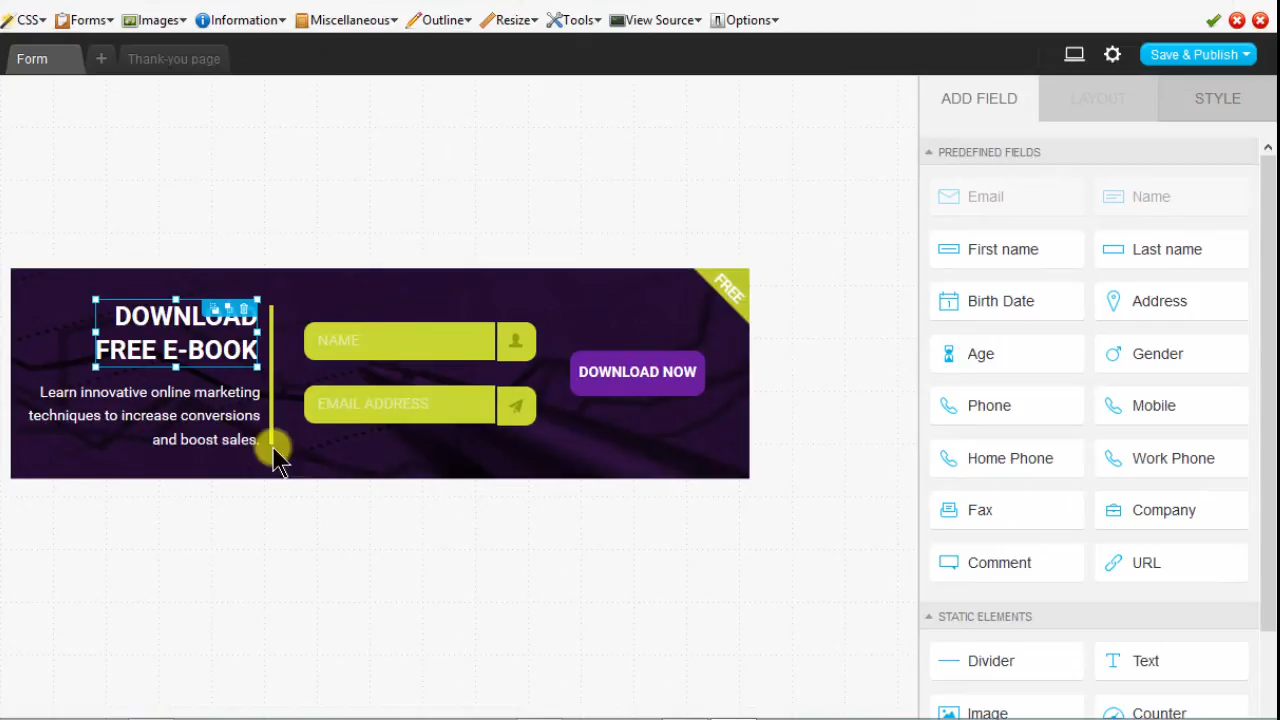 CSS Forms Images Information Miscellaneous Outline Resize Tools View Source Options
Form + Thank-you page Save & Publish
ADD FIELD LAYOUT STYLE
PREDEFINED FIELDS
Email Name
First name Last name
Birth Date Address
Age Gender
Phone Mobile
Home Phone Work Phone
Fax Company
Comment URL
STATIC ELEMENTS
Divider Text
Image Counter
FREE
DOWNLOAD
FREE E-BOOK
Learn innovative online marketing
techniques to increase conversions
and boost sales.
NAME
EMAIL ADDRESS
DOWNLOAD NOW